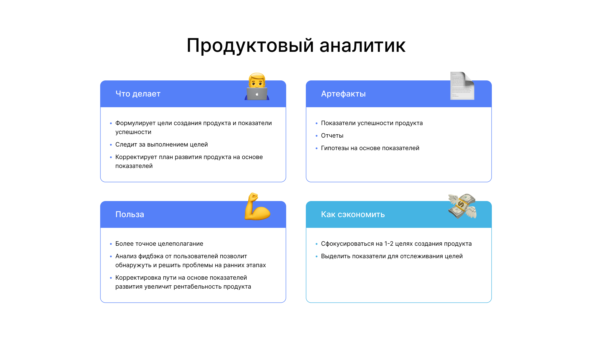 Продуктовый аналитик
Что делает
Формулирует цели создания продукта и показатели
успешности
Следит за выполнением целей
Корректирует план развития продукта на основе
показателей
Артефакты
Показатели успешности продукта
Отчеты
Гипотезы на основе показателей
Польза
Более точное целеполагание
Анализ фидбэка от пользователей позволит
обнаружуть и решить проблемы на ранних этапах
Корректировка пути на основе показателей
развития увеличит рентабельность продукта
Как сэкономить
Сфокусироваться на 1-2 целях создания продукта
Выделить показатели для отслеживания целей